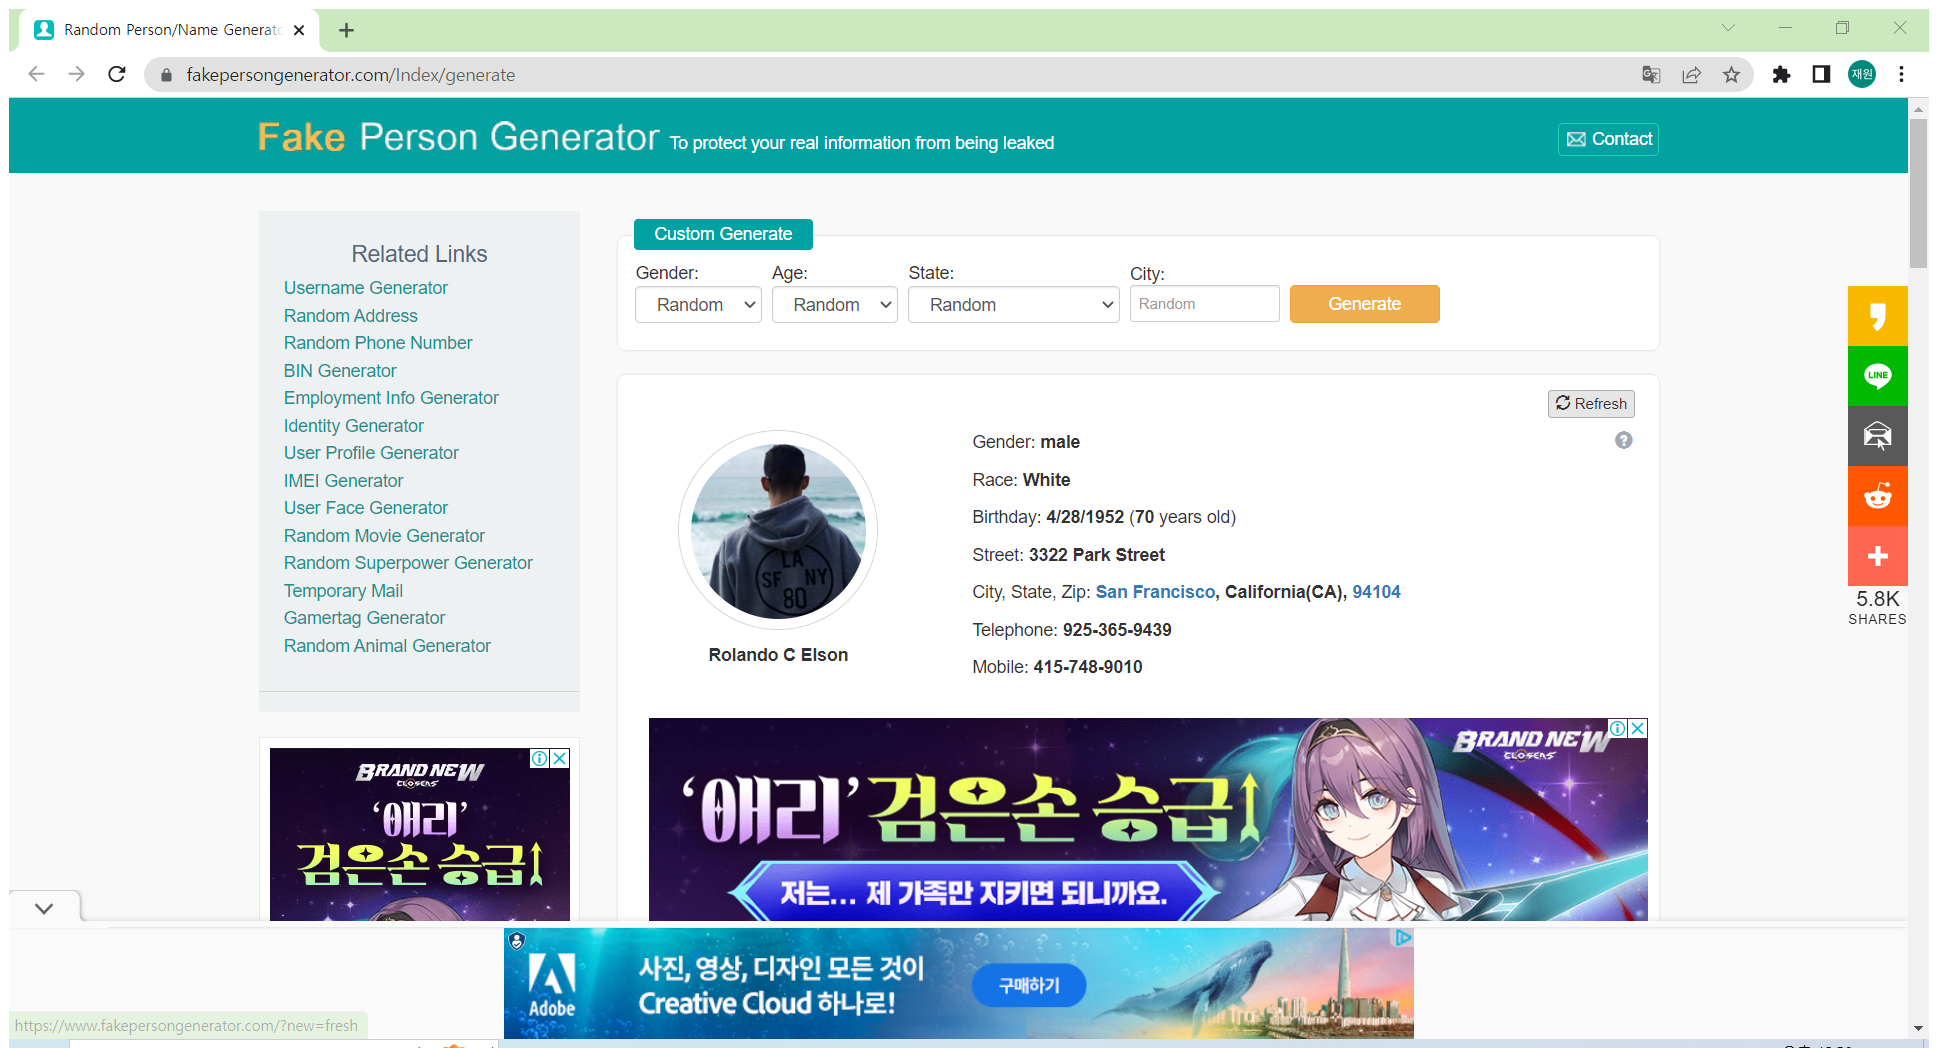 Random Person/Name Generato
fakepersongenerator.com/Index/generate
재원
Fake Person Generator To protect your real information from being leaked
Contact
Related Links
Username Generator
Random Address
Random Phone Number
BIN Generator
Employment Info Generator
Identity Generator
User Profile Generator
IMEI Generator
User Face Generator
Random Movie Generator
Random Superpower Generator
Temporary Mail
Gamertag Generator
Random Animal Generator
Custom Generate
Gender: Age: State: City:
Random Random Random Random Generate
Refresh
LA
SF NY
80
Rolando C Elson
Gender: male
Race: White
Birthday: 4/28/1952 (70 years old)
Street: 3322 Park Street
City, State, Zip: San Francisco, California(CA), 94104
Telephone: 925-365-9439
Mobile: 415-748-9010
LINE
5.8K
SHARES
BRAND NEW
CLOSERS
'애리'
검은손 승급
BRAND NEW
CLOSERS
'애리' 검은손 승급
저는... 제 가족만 지키면 되니까요.
Adobe
사진, 영상, 디자인 모든 것이
Creative Cloud 하나로!
구매하기
https://www.fakepersongenerator.com/?new=fresh